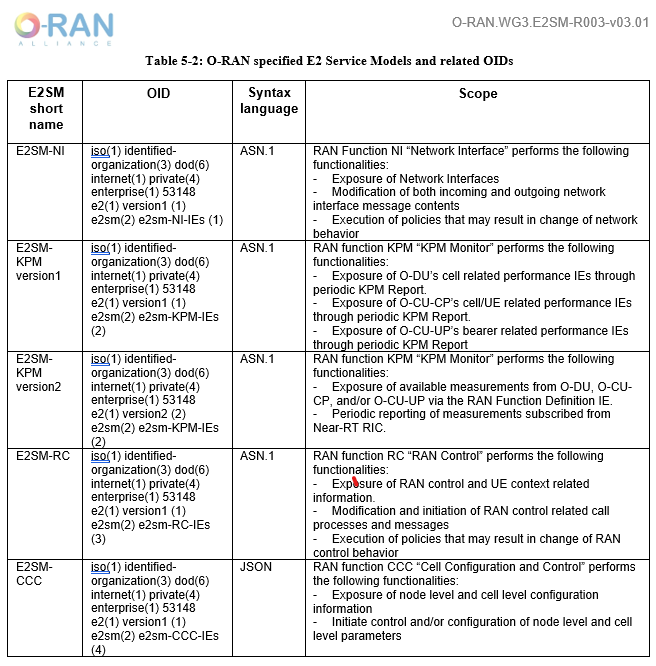 O-RAN
ALLIANCE
O-RAN.WG3.E2SM-R003-v03.01
Table 5-2: O-RAN specified E2 Service Models and related OIDs
E2SM
short
name
OID
Syntax
language
Scope
E2SM-NI
iso(1) identified-
organization(3) dod(6)
internet(1) private(4)
enterprise(1) 53148
e2(1) version1 (1)
e2sm(2) e2sm-NI-IEs (1)
ASN.1
RAN Function NI “Network Interface” performs the following
functionalities:
- Exposure of Network Interfaces
- Modification of both incoming and outgoing network
interface message contents
- Execution of policies that may result in change of network
behavior
E2SM-
KPM
version1
iso(1) identified-
organization(3) dod(6)
internet(1) private(4)
enterprise(1) 53148
e2(1) version1 (1)
e2sm(2) e2sm-KPM-IEs
(2)
ASN.1
RAN function KPM “KPM Monitor” performs the following
functionalities:
- Exposure of O-DU’s cell related performance IEs through
periodic KPM Report.
- Exposure of O-CU-CP’s cell/UE related performance IEs
through periodic KPM Report.
- Exposure of O-CU-UP’s bearer related performance IEs
through periodic KPM Report
E2SM-
KPM
version2
iso(1) identified-
organization(3) dod(6)
internet(1) private(4)
enterprise(1) 53148
e2(1) version2 (2)
e2sm(2) e2sm-KPM-IEs
(2)
ASN.1
RAN function KPM “KPM Monitor” performs the following
functionalities:
- Exposure of available measurements from O-DU, O-CU-
CP, and/or O-CU-UP via the RAN Function Definition IE.
- Periodic reporting of measurements subscribed from
Near-RT RIC.
E2SM-RC
iso(1) identified-
organization(3) dod(6)
internet(1) private(4)
enterprise(1) 53148
e2(1) version1 (1)
e2sm(2) e2sm-RC-IEs
(3)
ASN.1
RAN function RC “RAN Control” performs the following
functionalities:
- Exposure of RAN control and UE context related
information.
- Modification and initiation of RAN control related call
processes and messages
- Execution of policies that may result in change of RAN
control behavior
E2SM-
CCC
iso(1) identified-
organization(3) dod(6)
internet(1) private(4)
enterprise(1) 53148
e2(1) version1 (1)
e2sm(2) e2sm-CCC-IEs
(4)
JSON
RAN function CCC “Cell Configuration and Control” performs
the following functionalities:
- Exposure of node level and cell level configuration
information
- Initiate control and/or configuration of node level and cell
level parameters